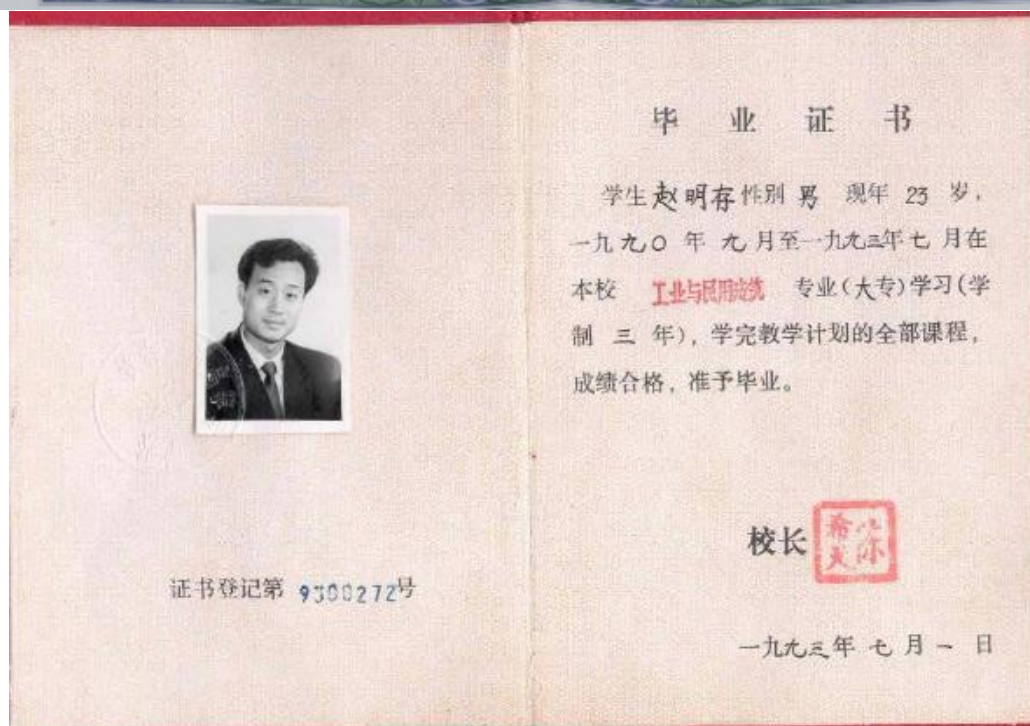 证书登记第 9300272号
毕 业 证 书
学生赵明存性别 男 现年 23 岁，
一九九〇 年 九 月至一九九三年七 月在
本校 工业与民用建筑 专业(大专)学习(学
制 三 年)，学完教学计划的全部课程，
成绩合格，准予毕业。
校长
一九九三年 七 月 一 日